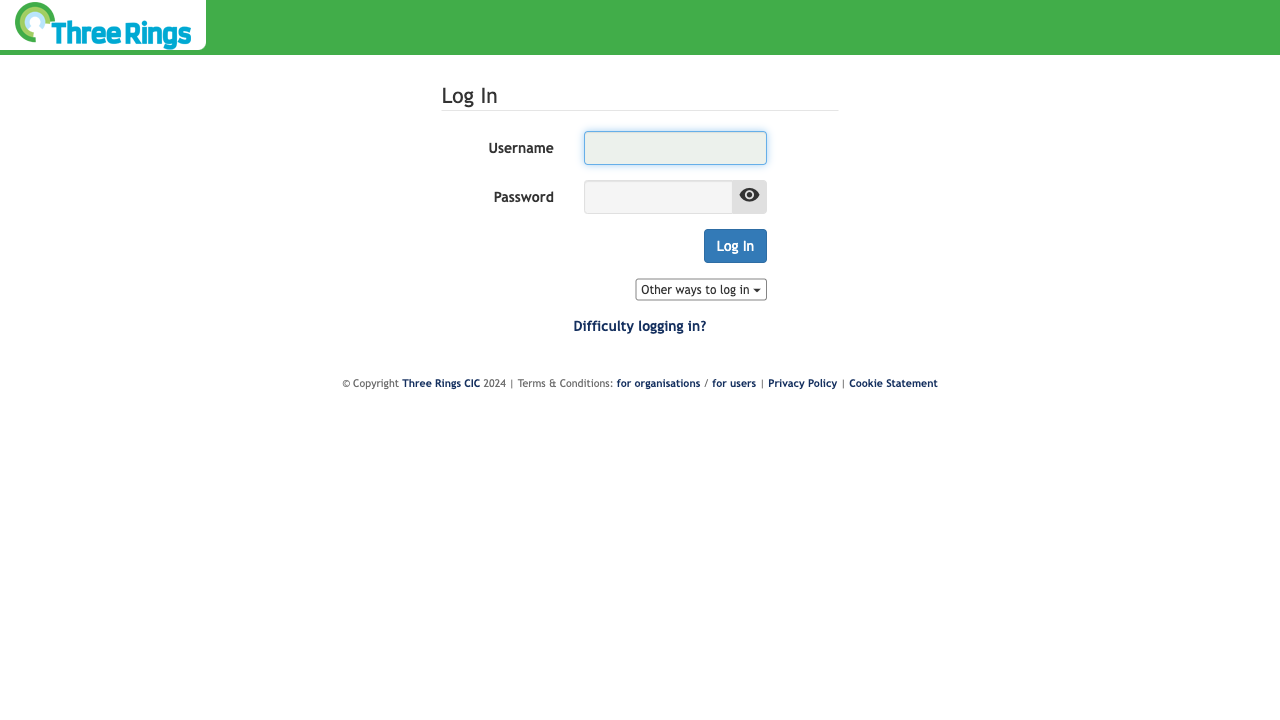 Three Rings
Log In
Username
Password
Log In
Other ways to log in
Difficulty logging in?
© Copyright Three Rings CIC 2024 | Terms & Conditions: for organisations / for users | Privacy Policy | Cookie Statement